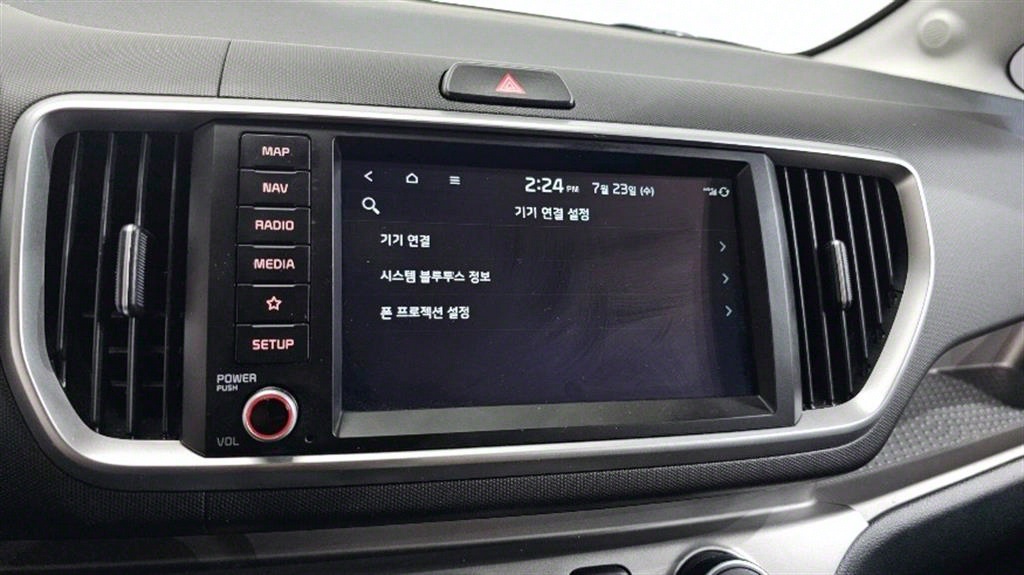 MAP
NAV
RADIO
MEDIA
SETUP
POWER
PUSH
VOL
2:24 PM 7월 23일 (수)
기기 연결 설정
기기 연결
시스템 블루투스 정보
폰 프로젝션 설정